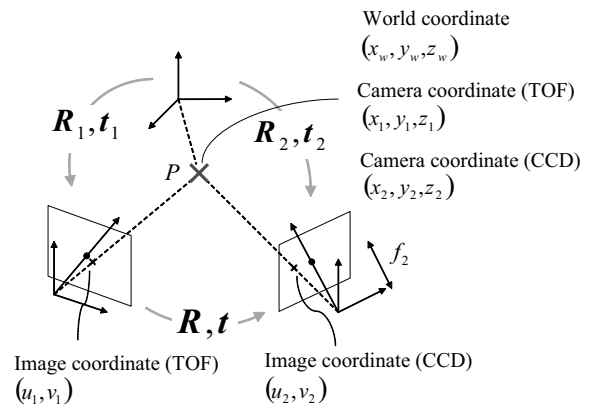 World coordinate
(x_w, y_w, z_w)
Camera coordinate (TOF)
(x_1, y_1, z_1)
Camera coordinate (CCD)
(x_2, y_2, z_2)
R_1, t_1
R_2, t_2
P
f_2
R, t
Image coordinate (TOF)
(u_1, v_1)
Image coordinate (CCD)
(u_2, v_2)